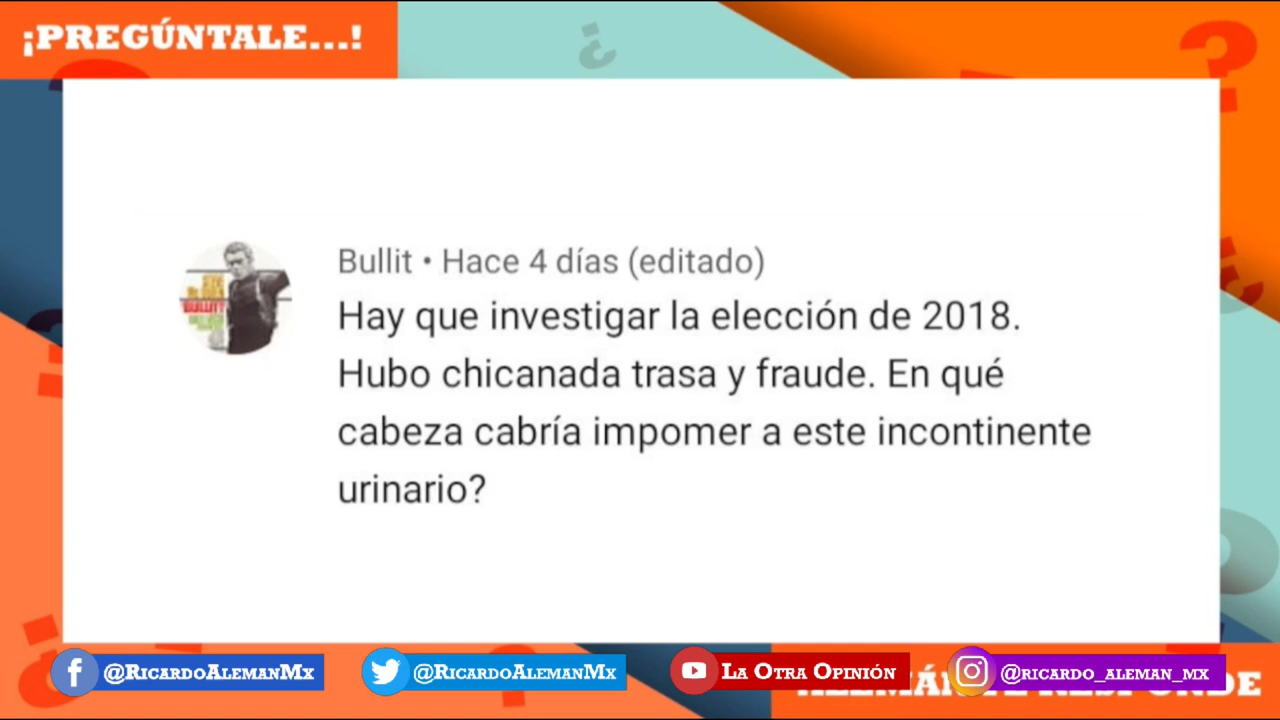 ¡PREGÚNTALE...!
Bullit • Hace 4 días (editado)
Hay que investigar la elección de 2018.
Hubo chicanada trasa y fraude. En qué
cabeza cabría impomer a este incontinente
urinario?
@RICARDOALEMANMX
@RICARDOALEMANMX
LA OTRA OPINIÓN
@RICARDO_ALEMAN_MX